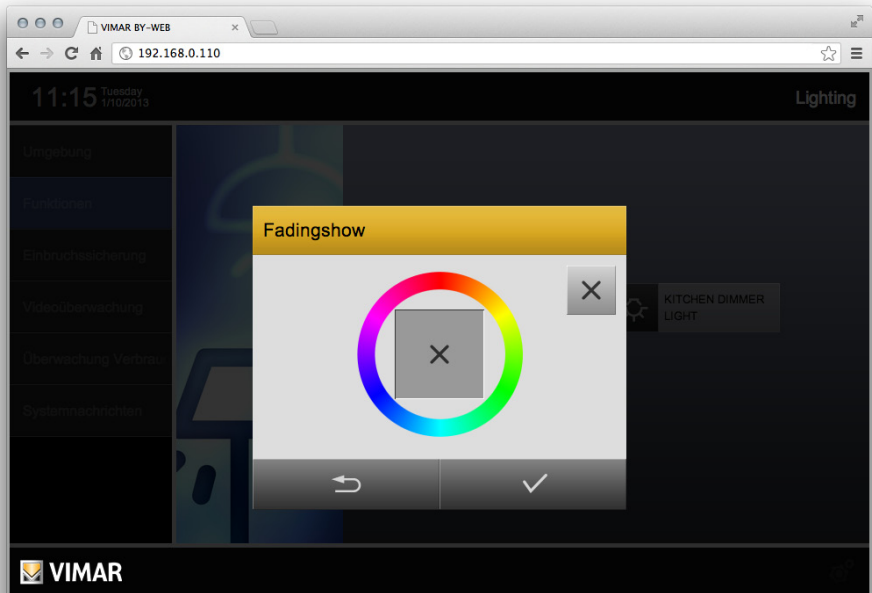 VIMAR BY-WEB
192.168.0.110
11:15 Tuesday
1/10/2013
Lighting
Umgebung
Funktionen
Einbruchssicherung
Videoüberwachung
Überwachung Verbrau
Systemnachrichten
Fadingshow
KITCHEN DIMMER
LIGHT
VIMAR